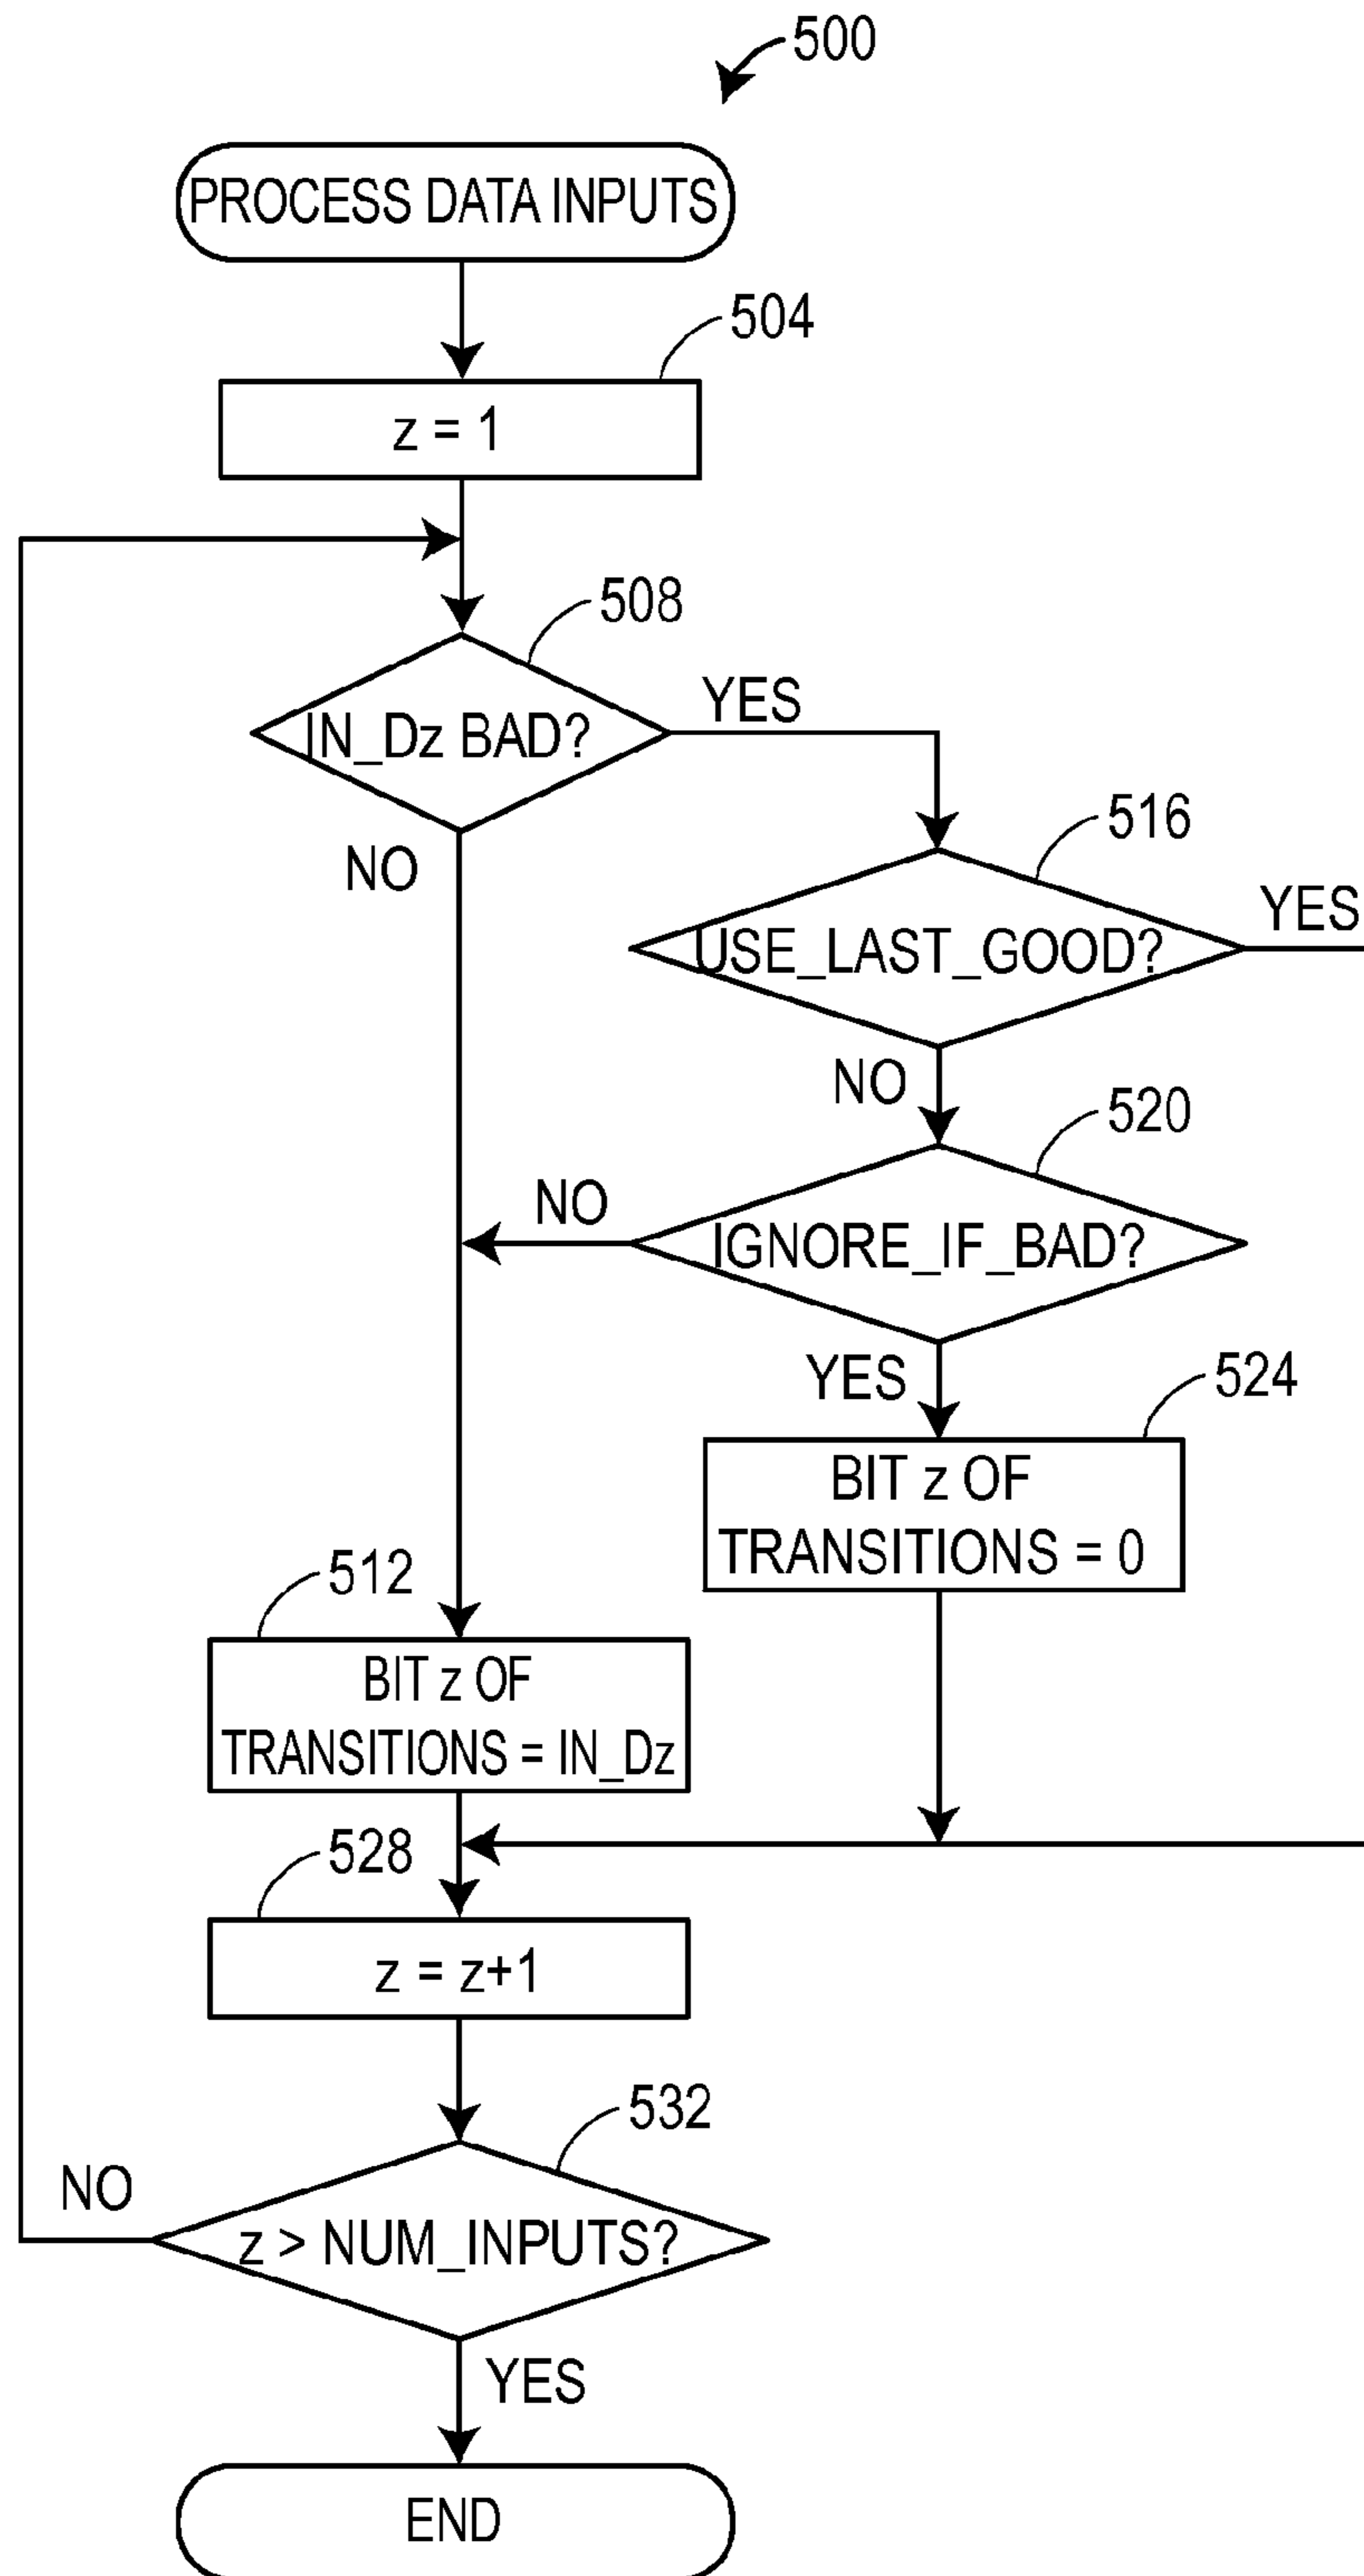 500
PROCESS DATA INPUTS
504
z = 1
508
IN_Dz BAD?
YES
NO
516
USE_LAST_GOOD?
YES
NO
520
IGNORE_IF_BAD?
NO
YES
524
BIT z OF
TRANSITIONS = 0
512
BIT z OF
TRANSITIONS = IN_Dz
528
z = z+1
532
z > NUM_INPUTS?
NO
YES
END